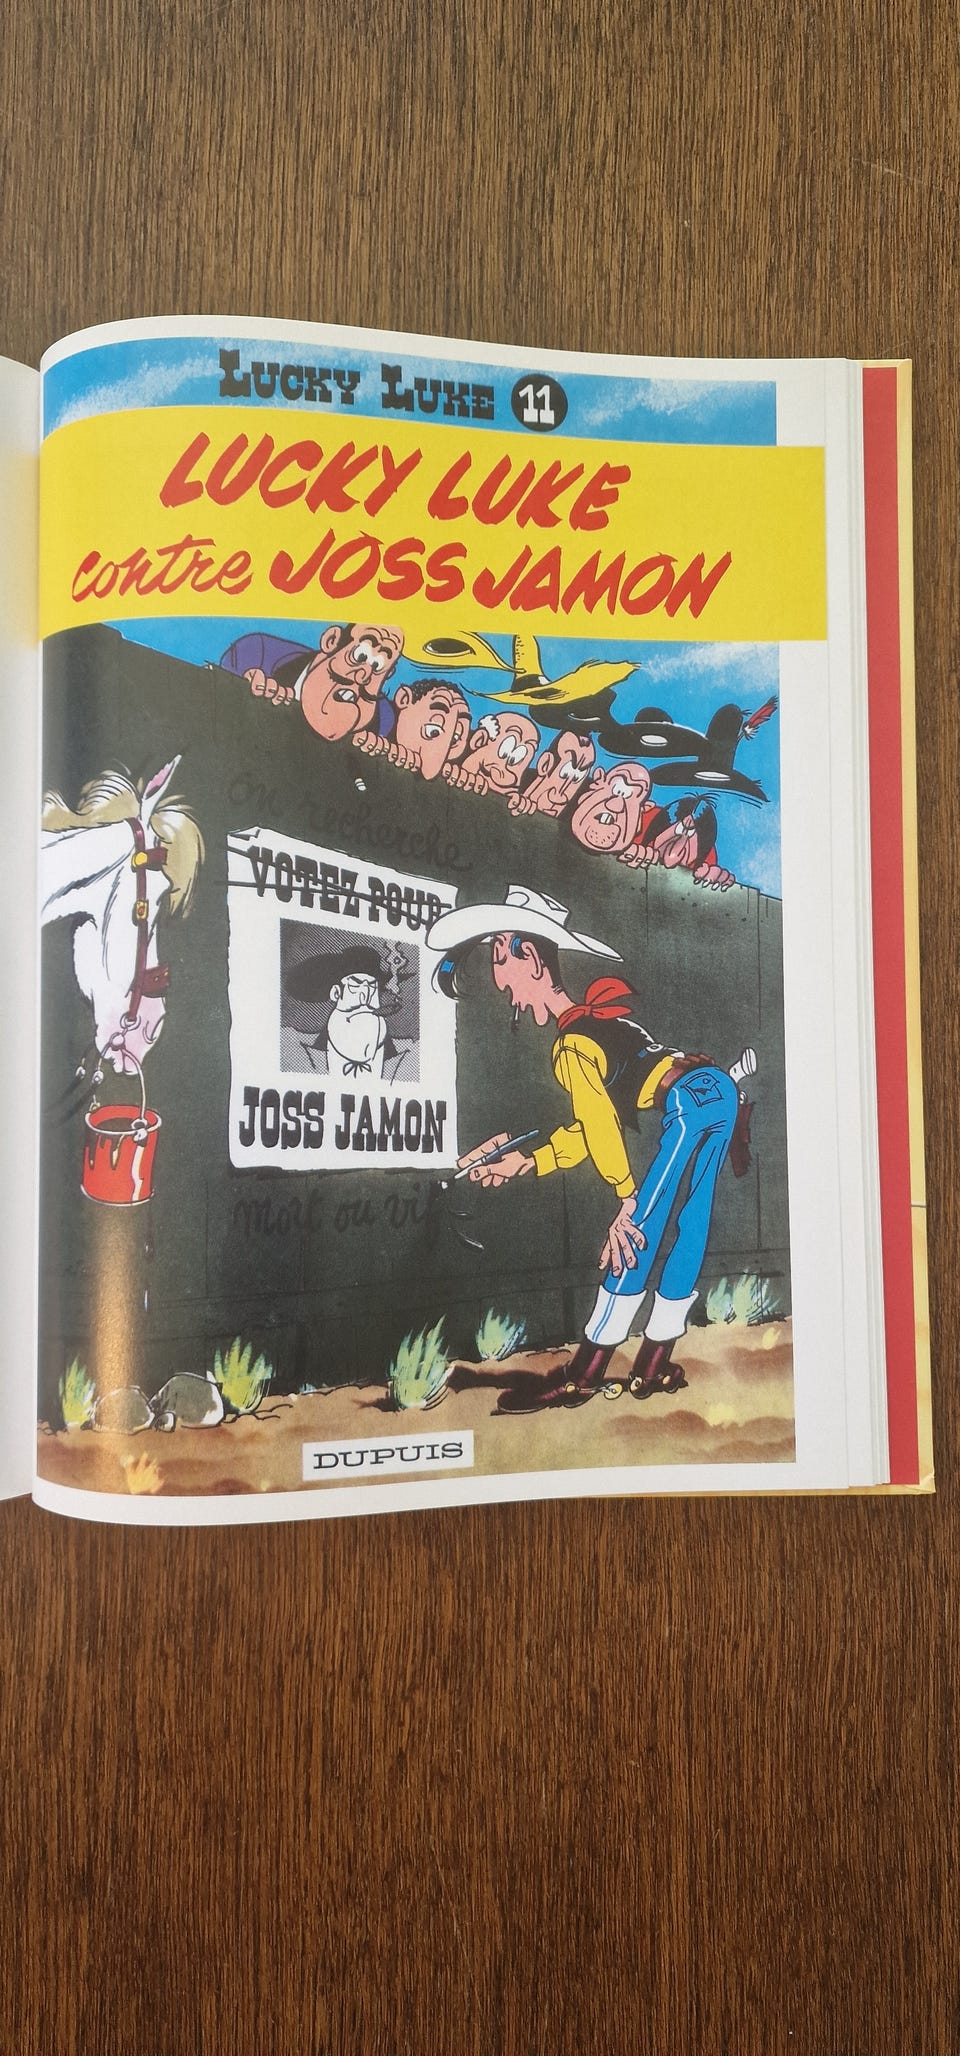 LUCKY LUKE 11
LUCKY LUKE
contre JOSS JAMON
on recherche
VOTEZ POUR
JOSS JAMON
mort ou vif
DUPUIS